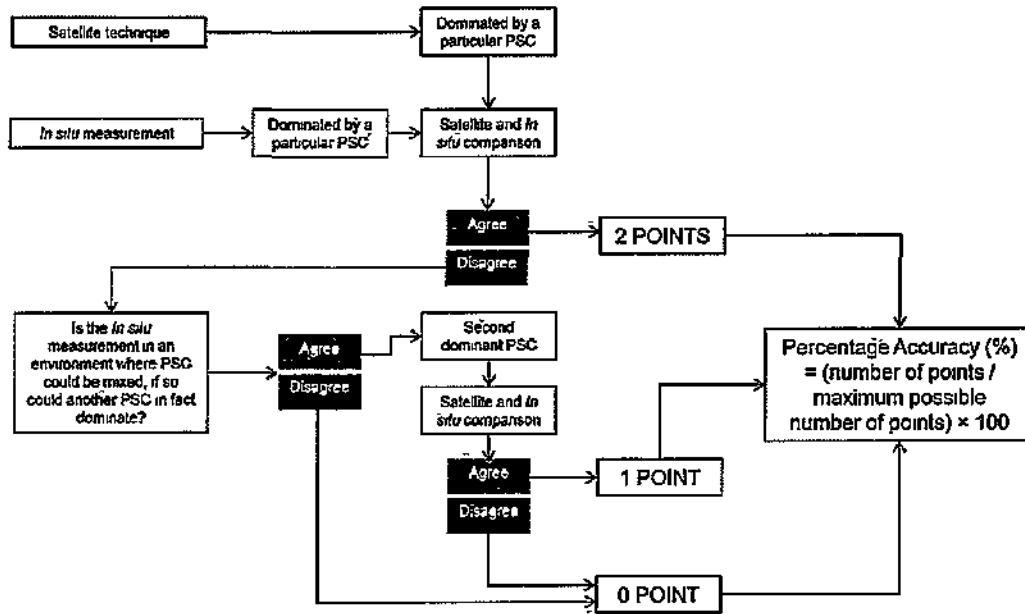 Satellite technique
Dominated by a
particular PSC
In situ measurement
Dominated by a
particular PSC
Satellite and In
situ comparison
Agree
2 POINTS
Disagree
Is the In situ
measurement in an
environment where PSC
could be mixed, if so
could another PSC in fact
dominate?
Agree
Disagree
Second
dominant PSC
Satellite and In
situ comparison
Agree
Disagree
1 POINT
0 POINT
Percentage Accuracy (%)
= (number of points /
maximum possible
number of points) × 100